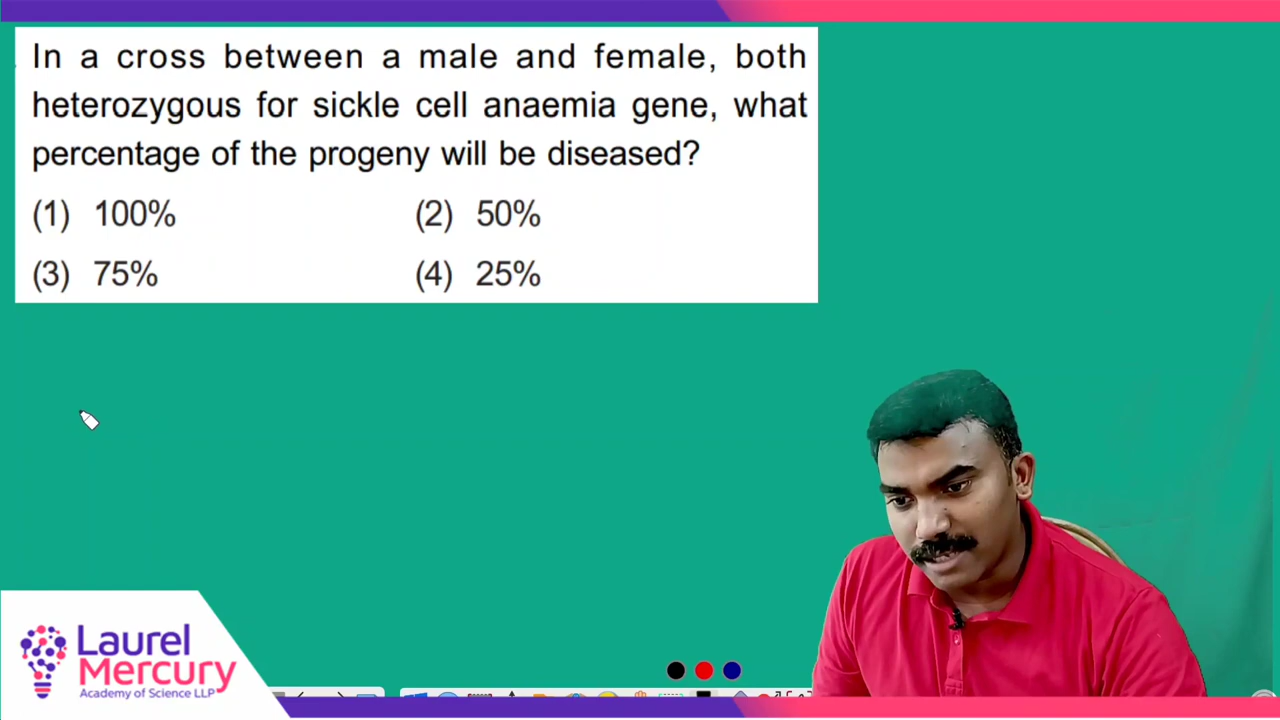 In a cross between a male and female, both
heterozygous for sickle cell anaemia gene, what
percentage of the progeny will be diseased?
(1) 100% (2) 50%
(3) 75% (4) 25%
Laurel
Mercury
Academy of Science LLP